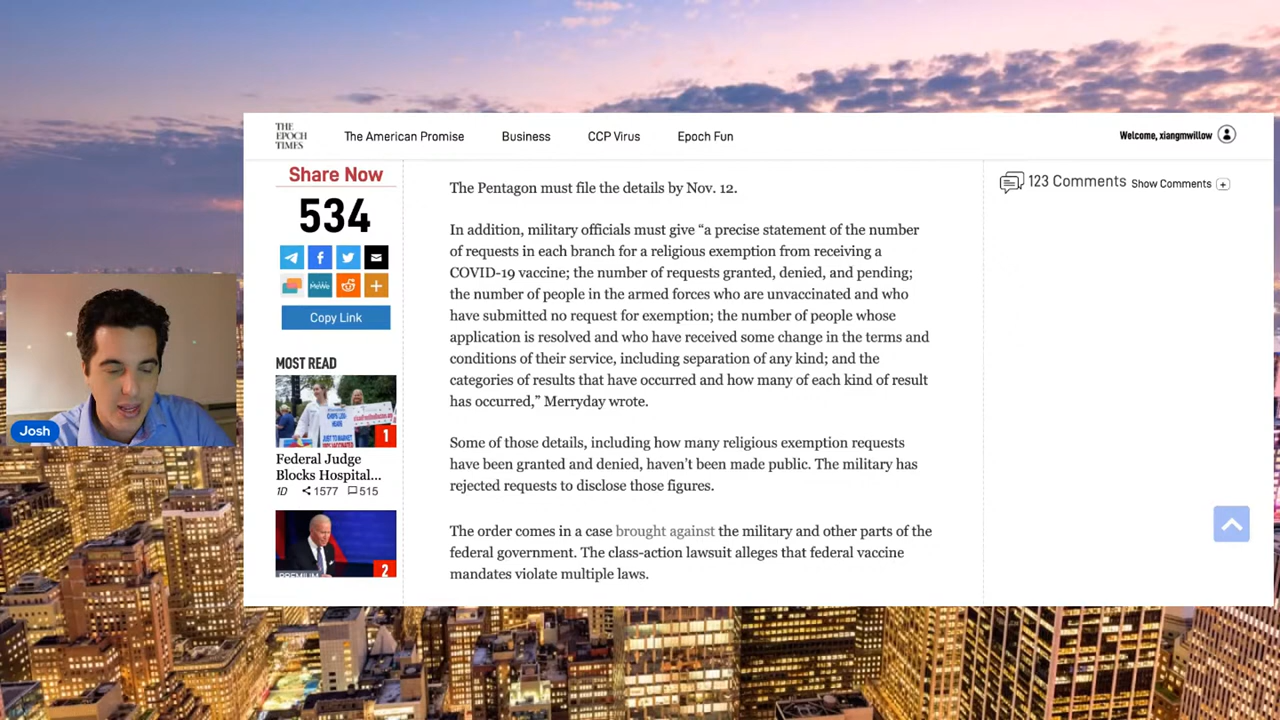 THE
EPOCH
TIMES
The American Promise
Business
CCP Virus
Epoch Fun
Welcome, xiangmwillow
Share Now
534
MeWe
Copy Link
MOST READ
1
Federal Judge
Blocks Hospital...
1D 1577 515
PREMIUM
2
The Pentagon must file the details by Nov. 12.
In addition, military officials must give “a precise statement of the number
of requests in each branch for a religious exemption from receiving a
COVID-19 vaccine; the number of requests granted, denied, and pending;
the number of people in the armed forces who are unvaccinated and who
have submitted no request for exemption; the number of people whose
application is resolved and who have received some change in the terms and
conditions of their service, including separation of any kind; and the
categories of results that have occurred and how many of each kind of result
has occurred,” Merryday wrote.
Some of those details, including how many religious exemption requests
have been granted and denied, haven’t been made public. The military has
rejected requests to disclose those figures.
The order comes in a case brought against the military and other parts of the
federal government. The class-action lawsuit alleges that federal vaccine
mandates violate multiple laws.
123 Comments Show Comments +
Josh